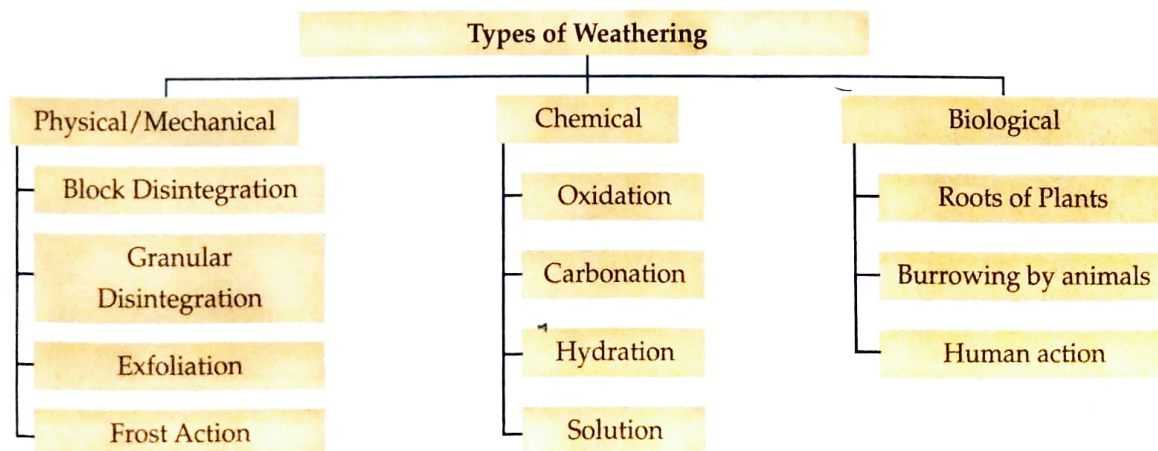 Types of Weathering
Physical/Mechanical
Block Disintegration
Granular
Disintegration
Exfoliation
Frost Action
Chemical
Oxidation
Carbonation
Hydration
Solution
Biological
Roots of Plants
Burrowing by animals
Human action